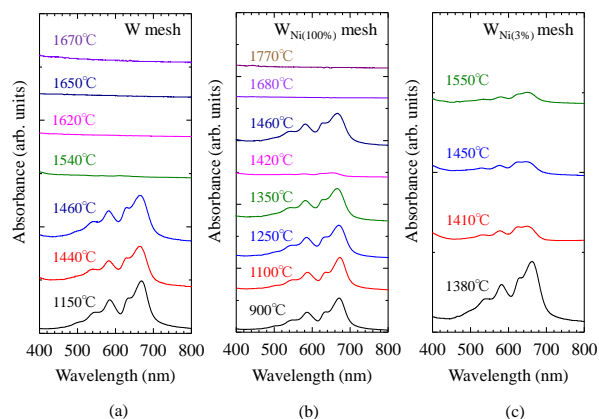 W mesh
1670℃
1650℃
1620℃
1540℃
1460℃
1440℃
1150℃
Absorbance (arb. units)
400 500 600 700 800
Wavelength (nm)
(a)
W_Ni(100%) mesh
1770℃
1680℃
1460℃
1420℃
1350℃
1250℃
1100℃
900℃
Absorbance (arb. units)
400 500 600 700 800
Wavelength (nm)
(b)
W_Ni(3%) mesh
1550℃
1450℃
1410℃
1380℃
Absorbance (arb. units)
400 500 600 700 800
Wavelength (nm)
(c)